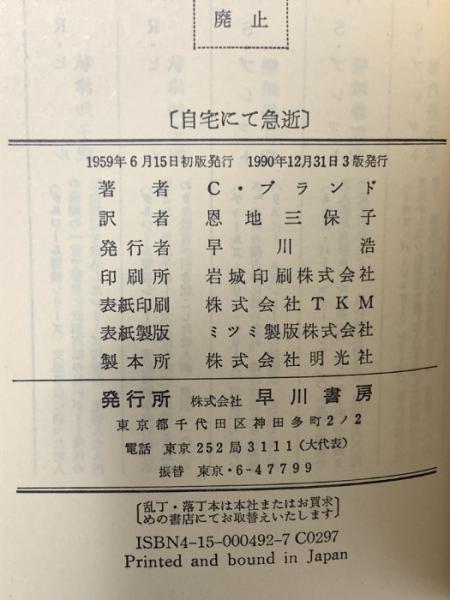 廃止
〔自宅にて急逝〕
1959年6月15日初版発行 1990年12月31日3版発行
著者 C・ブランド
訳者 恩地三保子
発行者 早川浩
印刷所 岩城印刷株式会社
表紙印刷 株式会社TKM
表紙製版 ミツミ製版株式会社
製本所 株式会社明光社
発行所 株式会社 早川書房
東京都千代田区神田多町2ノ2
電話 東京252局3111(大代表)
振替 東京・6-47799
〔乱丁・落丁本は本社またはお買求
めの書店にてお取替えいたします〕
ISBN4-15-000492-7 C0297
Printed and bound in Japan